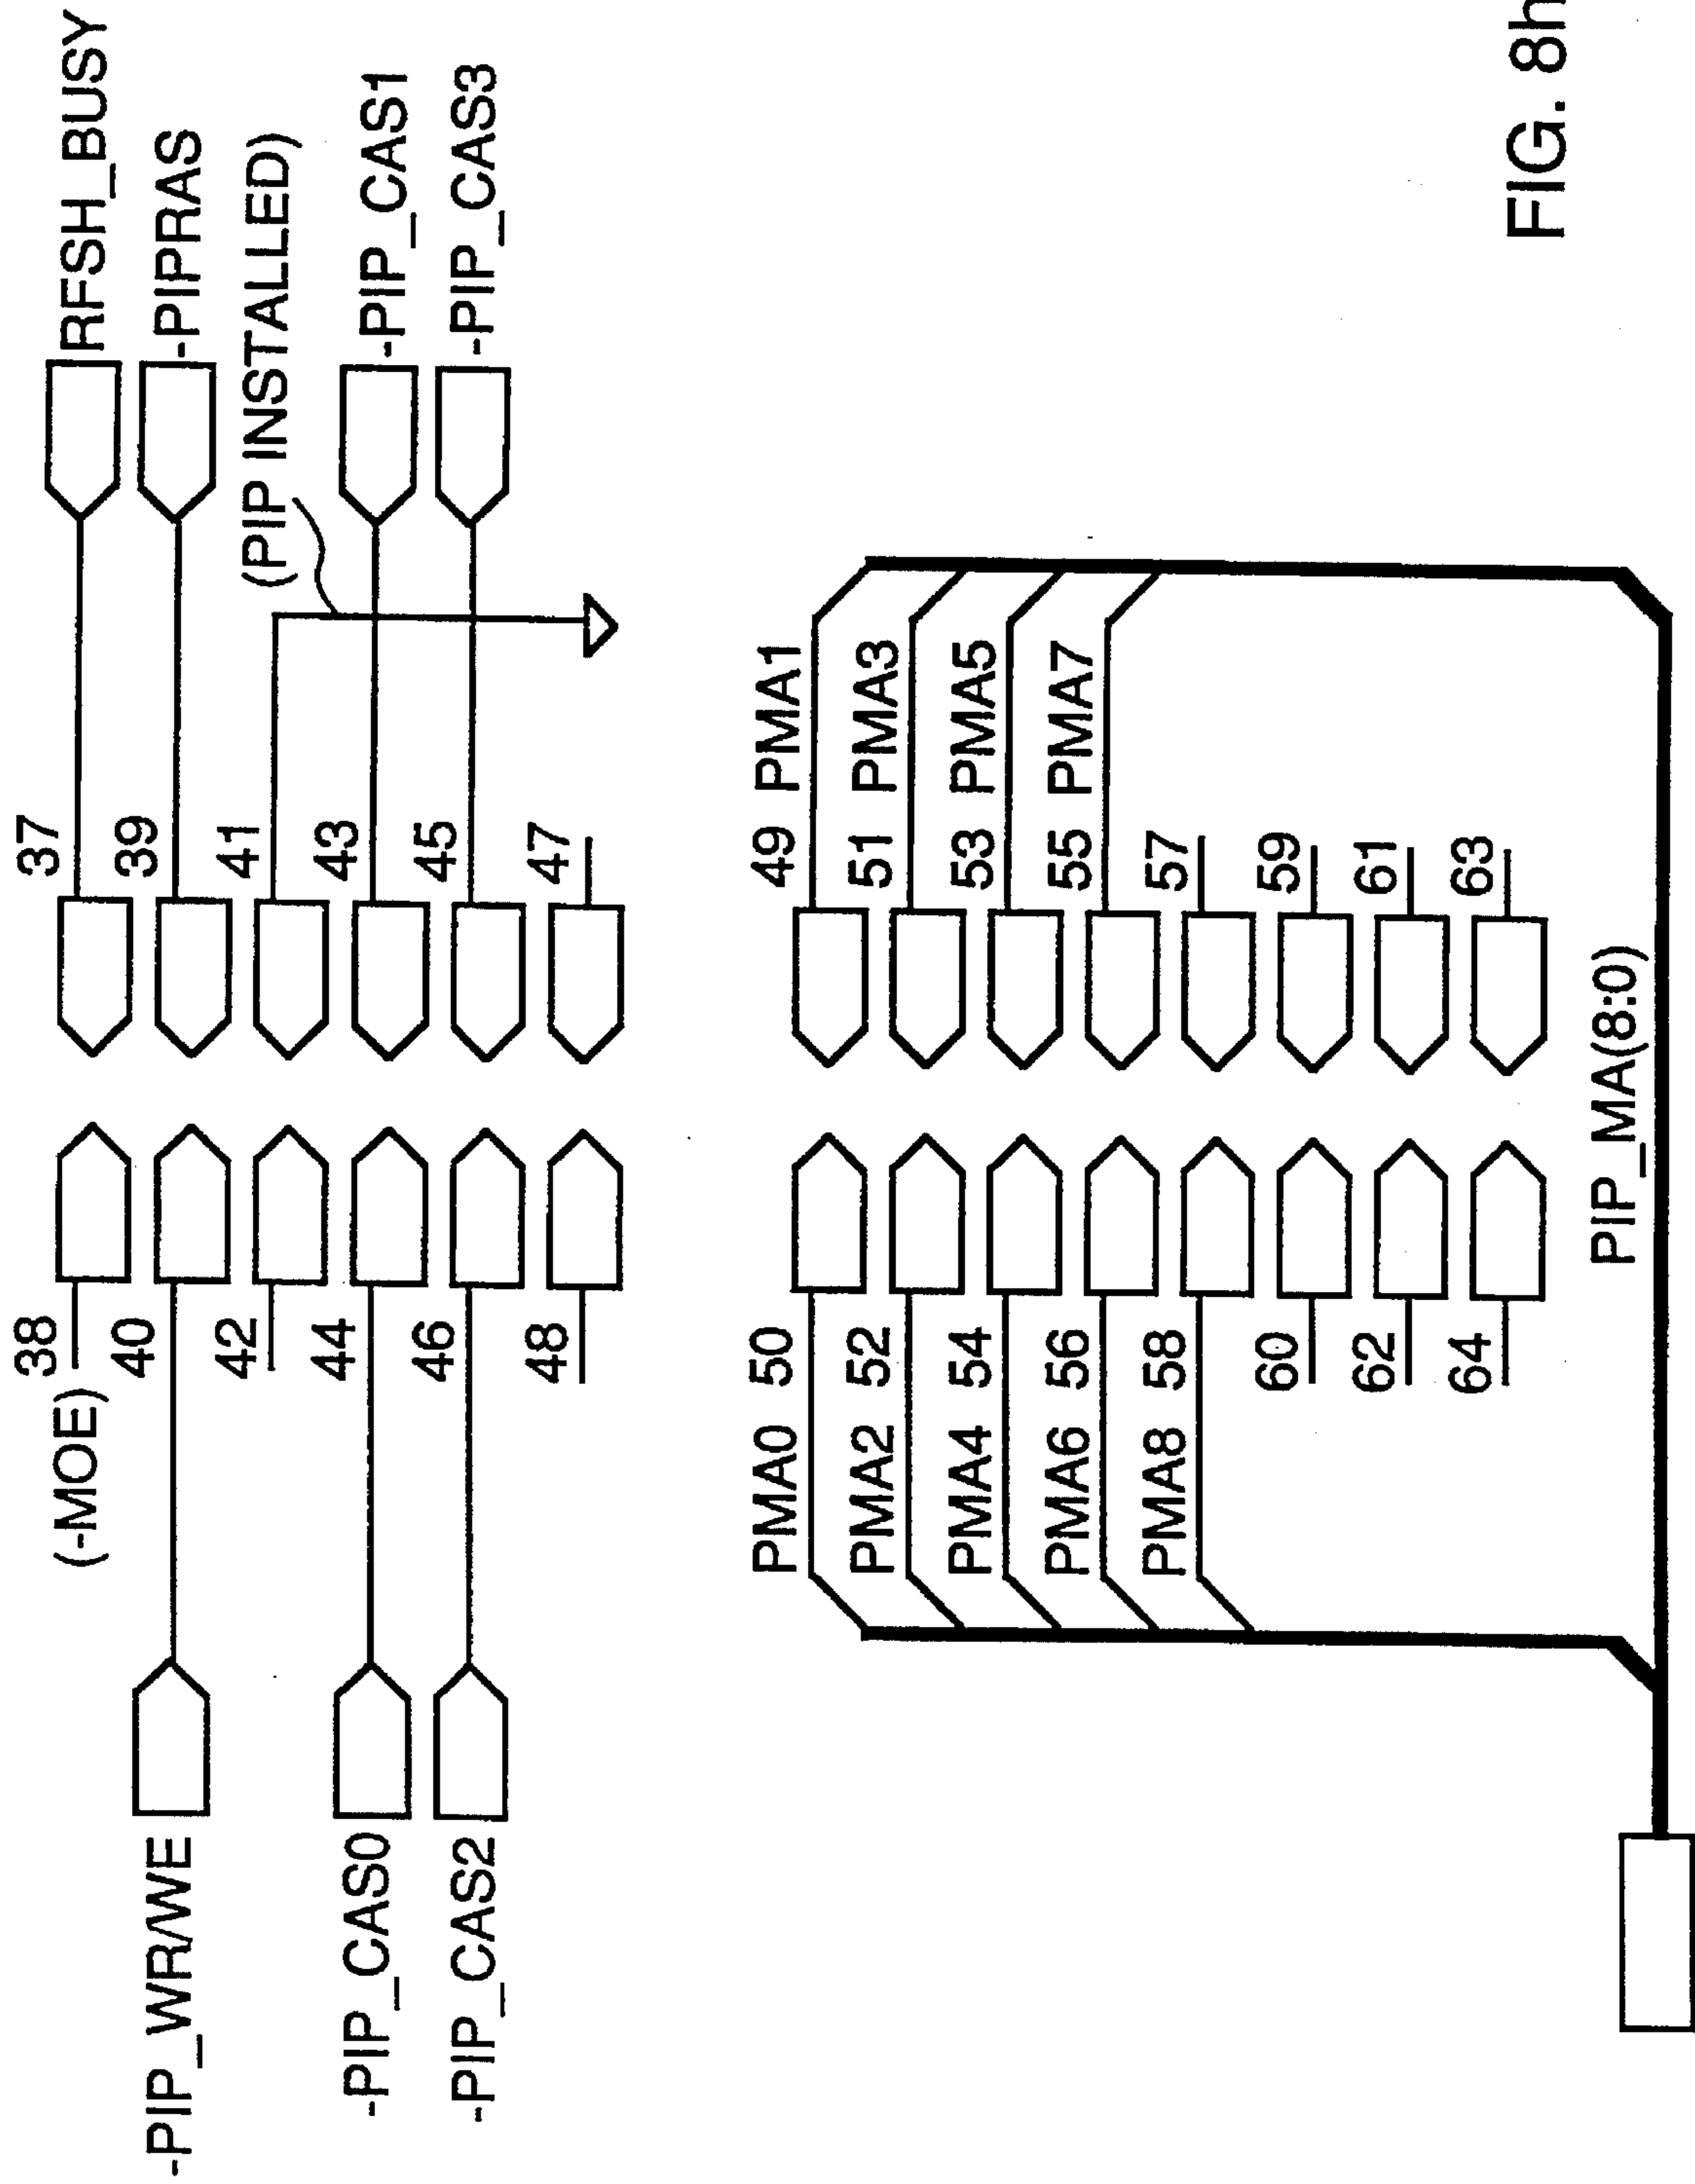 38 37 RFSH_BUSY
(-MOE)
-PIP_WR/WE 40 39 -PIPRAS
42 41 (PIP INSTALLED)
-PIP_CAS0 44 43 -PIP_CAS1
-PIP_CAS2 46 45 -PIP_CAS3
48 47
PMA0 50 49 PMA1
PMA2 52 51 PMA3
PMA4 54 53 PMA5
PMA6 56 55 PMA7
PMA8 58 57
60 59
62 61
64 63
PIP_MA(8:0)
FIG. 8h